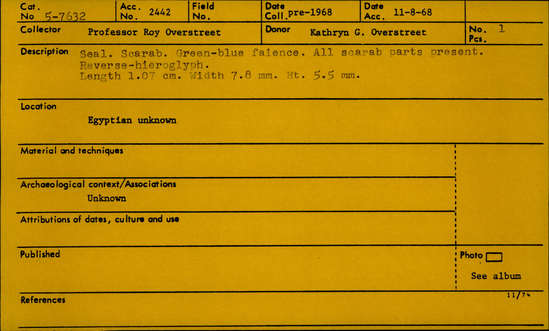 Cat. No 5-7632 Acc. No. 2442 Field No. Date Coll. pre-1968 Date Acc. 11-8-68
Collector Professor Roy Overstreet Donor Kathryn G. Overstreet No. Pcs. 1
Description Seal. Scarab. Green-blue faience. All scarab parts present.
Reverse-hieroglyph.
Length 1.07 cm. Width 7.8 mm. Ht. 5.5 mm.
Location
Egyptian unknown
Material and techniques
Archaeological context/Associations
Unknown
Attributions of dates, culture and use
Published Photo
See album
References 11/74